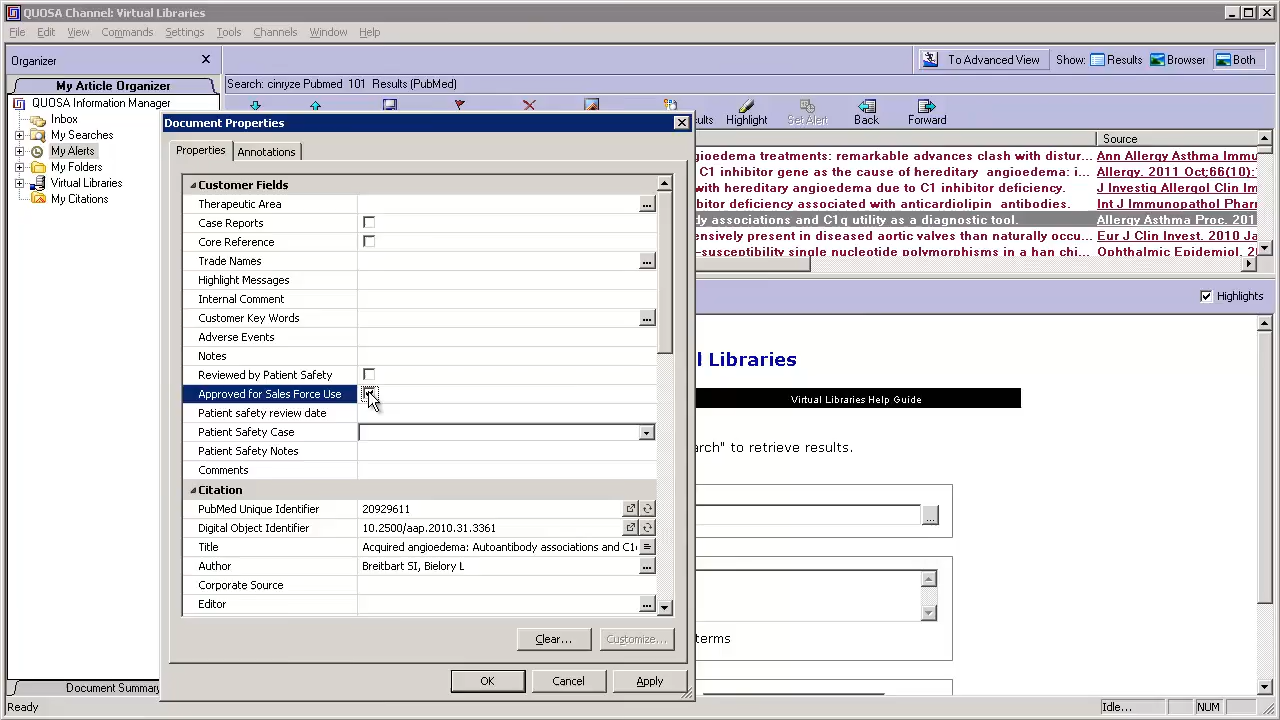 QUOSA Channel: Virtual Libraries
File Edit View Commands Settings Tools Channels Window Help
Organizer
To Advanced View Show: Results Browser Both
My Article Organizer
Search: cinryze Pubmed 101 Results (PubMed)
QUOSA Information Manager
Inbox
My Searches
My Alerts
My Folders
Virtual Libraries
My Citations
Highlight Set Alert Back Forward
Source
gioedema treatments: remarkable advances clash with distur... Ann Allergy Asthma Immu
C1 inhibitor gene as the cause of hereditary angioedema: i... Allergy. 2011 Oct;66(10):
with hereditary angioedema due to C1 inhibitor deficiency. J Investig Allergol Clin Im
nhibitor deficiency associated with anticardiolipin antibodies. Int J Immunopathol Phar
dy associations and C1q utility as a diagnostic tool. Allergy Asthma Proc. 201
ensively present in diseased aortic valves than naturally occu... Eur J Clin Invest. 2010 Ja
-susceptibility single nucleotide polymorphisms in a han chi... Ophthalmic Epidemiol. 2
Highlights
l Libraries
Virtual Libraries Help Guide
arch" to retrieve results.
...
terms
Document Properties
Properties Annotations
Customer Fields
Therapeutic Area ...
Case Reports
Core Reference
Trade Names ...
Highlight Messages
Internal Comment
Customer Key Words ...
Adverse Events
Notes
Reviewed by Patient Safety
Approved for Sales Force Use
Patient safety review date
Patient Safety Case
Patient Safety Notes
Comments
Citation
PubMed Unique Identifier 20929611
Digital Object Identifier 10.2500/aap.2010.31.3361
Title Acquired angioedema: Autoantibody associations and C1q
Author Breitbart SI, Bielory L ...
Corporate Source
Editor ...
Clear... Customize...
OK Cancel Apply
Document Summar
Ready Idle... NUM